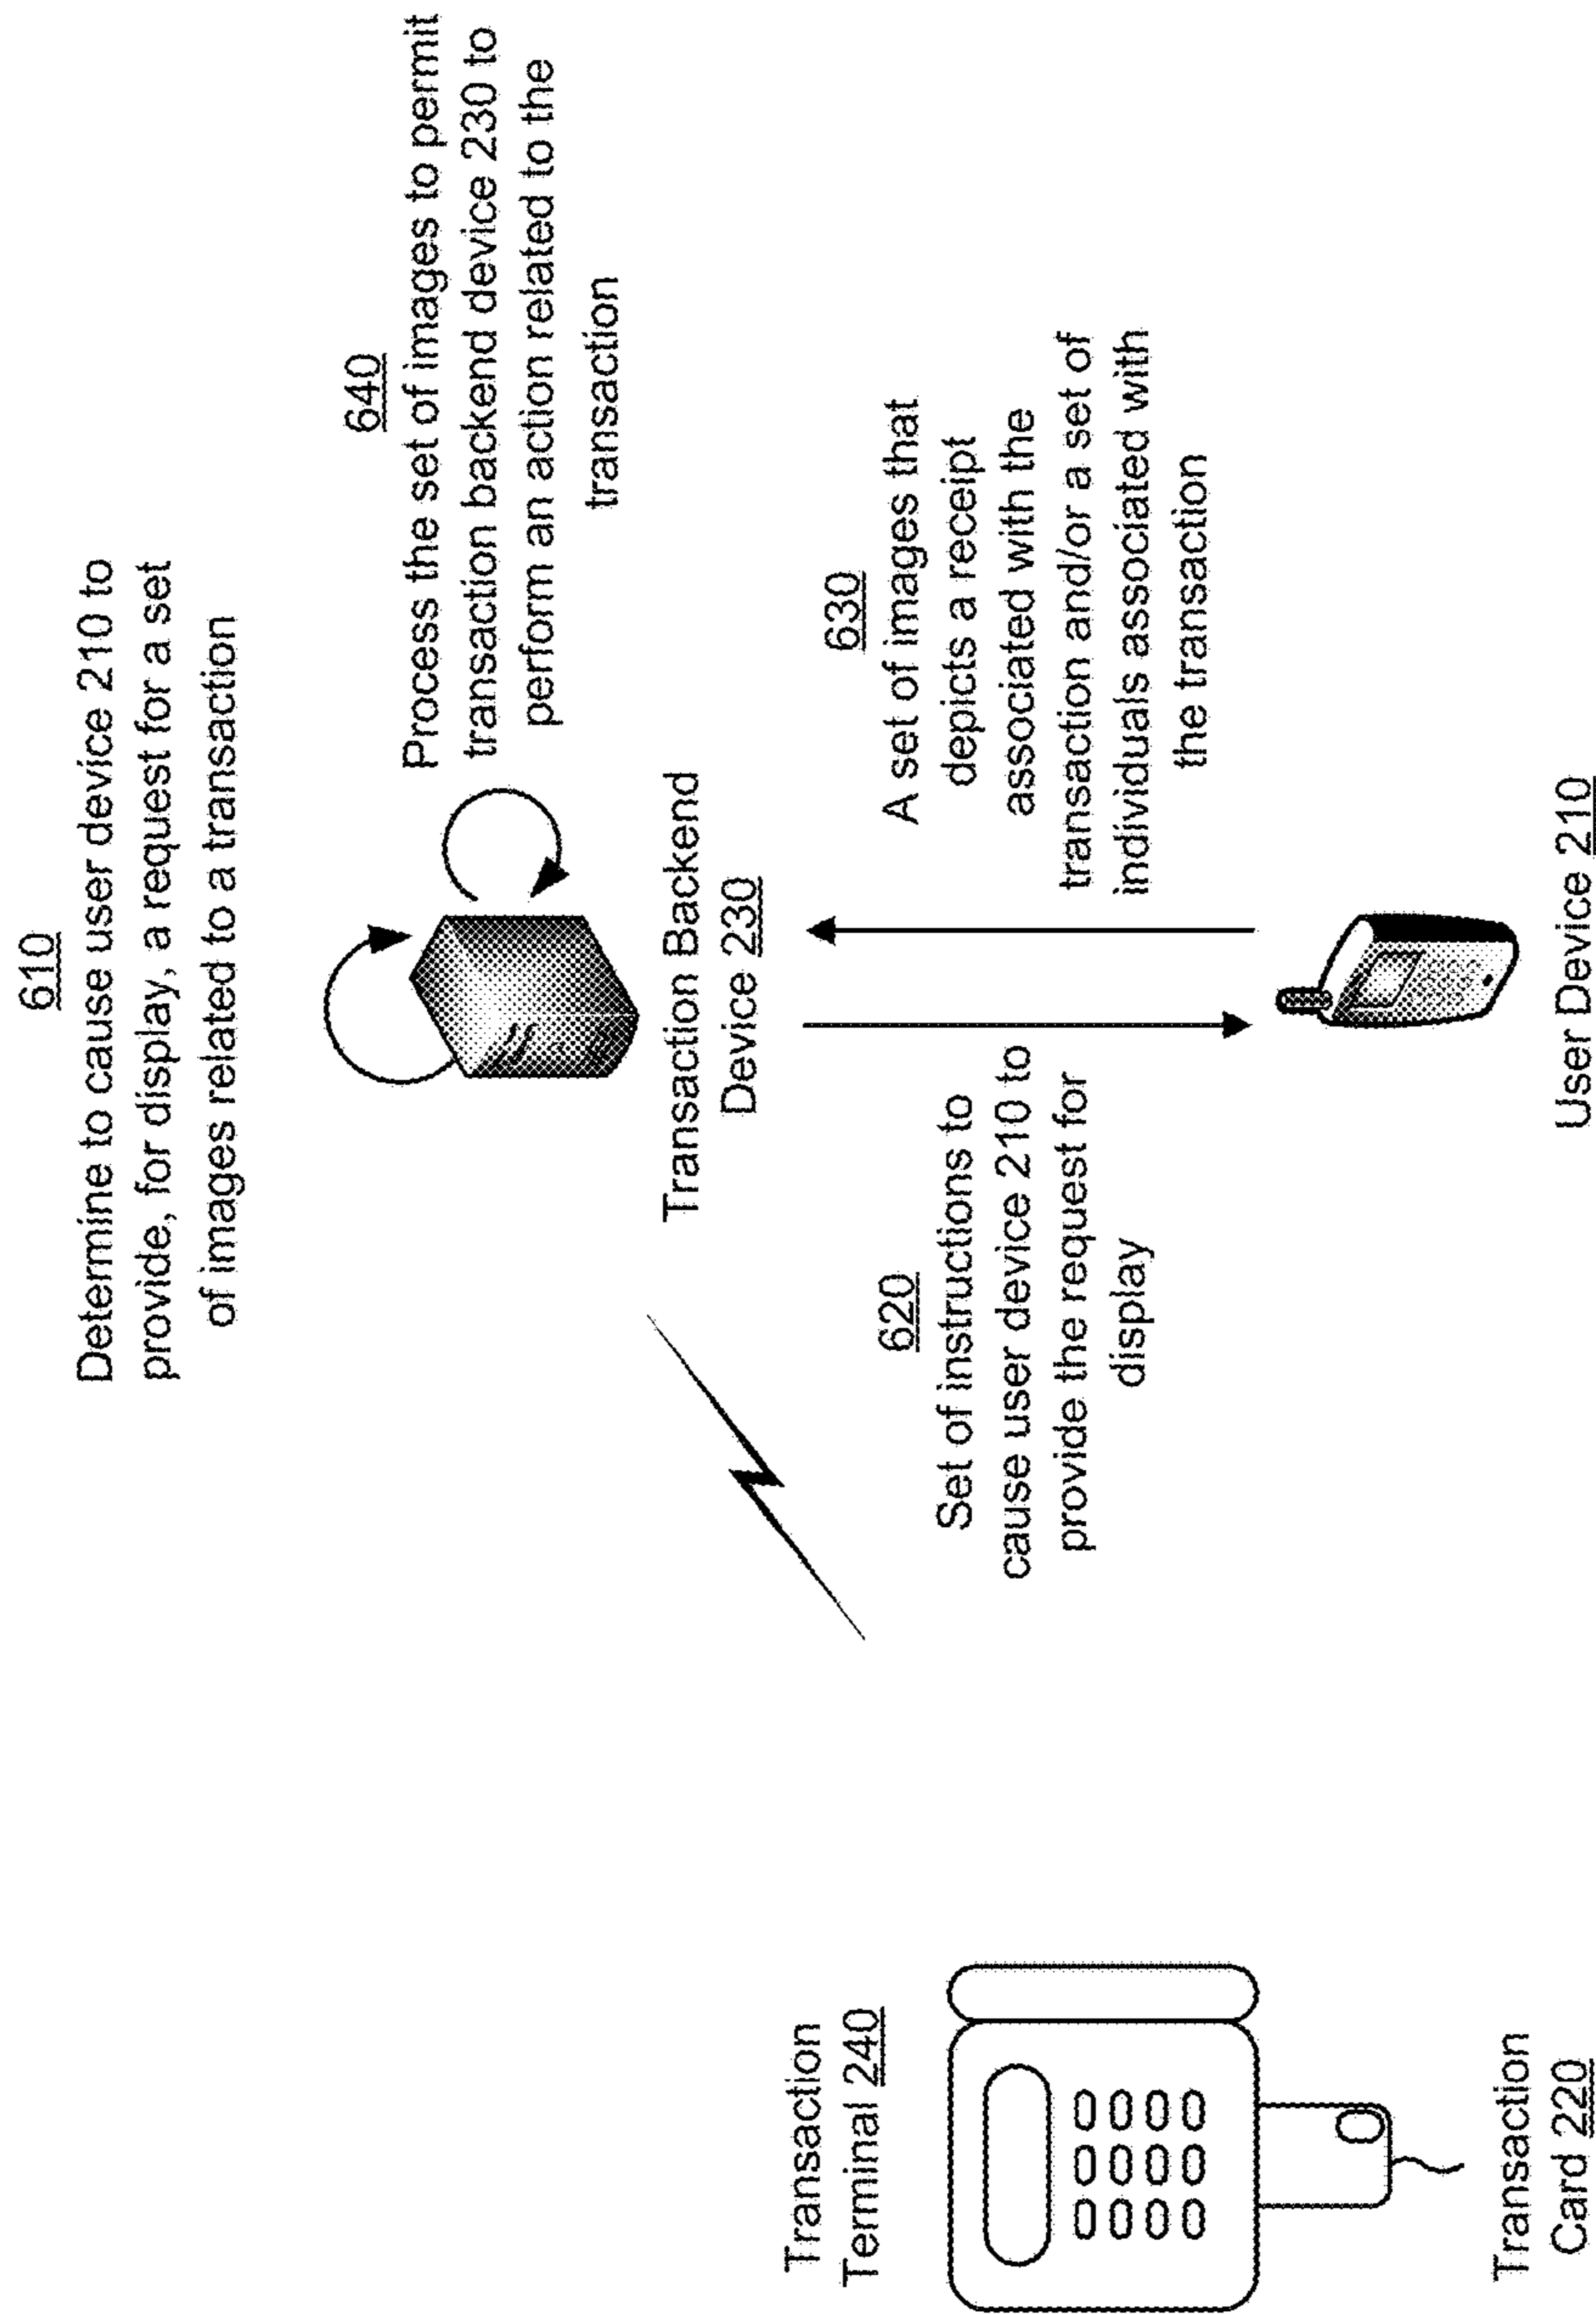 610
Determine to cause user device 210 to
provide, for display, a request for a set
of images related to a transaction
640
Process the set of images to permit
transaction backend device 230 to
perform an action related to the
transaction
Transaction Backend
Device 230
Transaction
Terminal 240
620
Set of instructions to
cause user device 210 to
provide the request for
display
630
A set of images that
depicts a receipt
associated with the
transaction and/or a set of
individuals associated with
the transaction
Transaction
Card 220
User Device 210